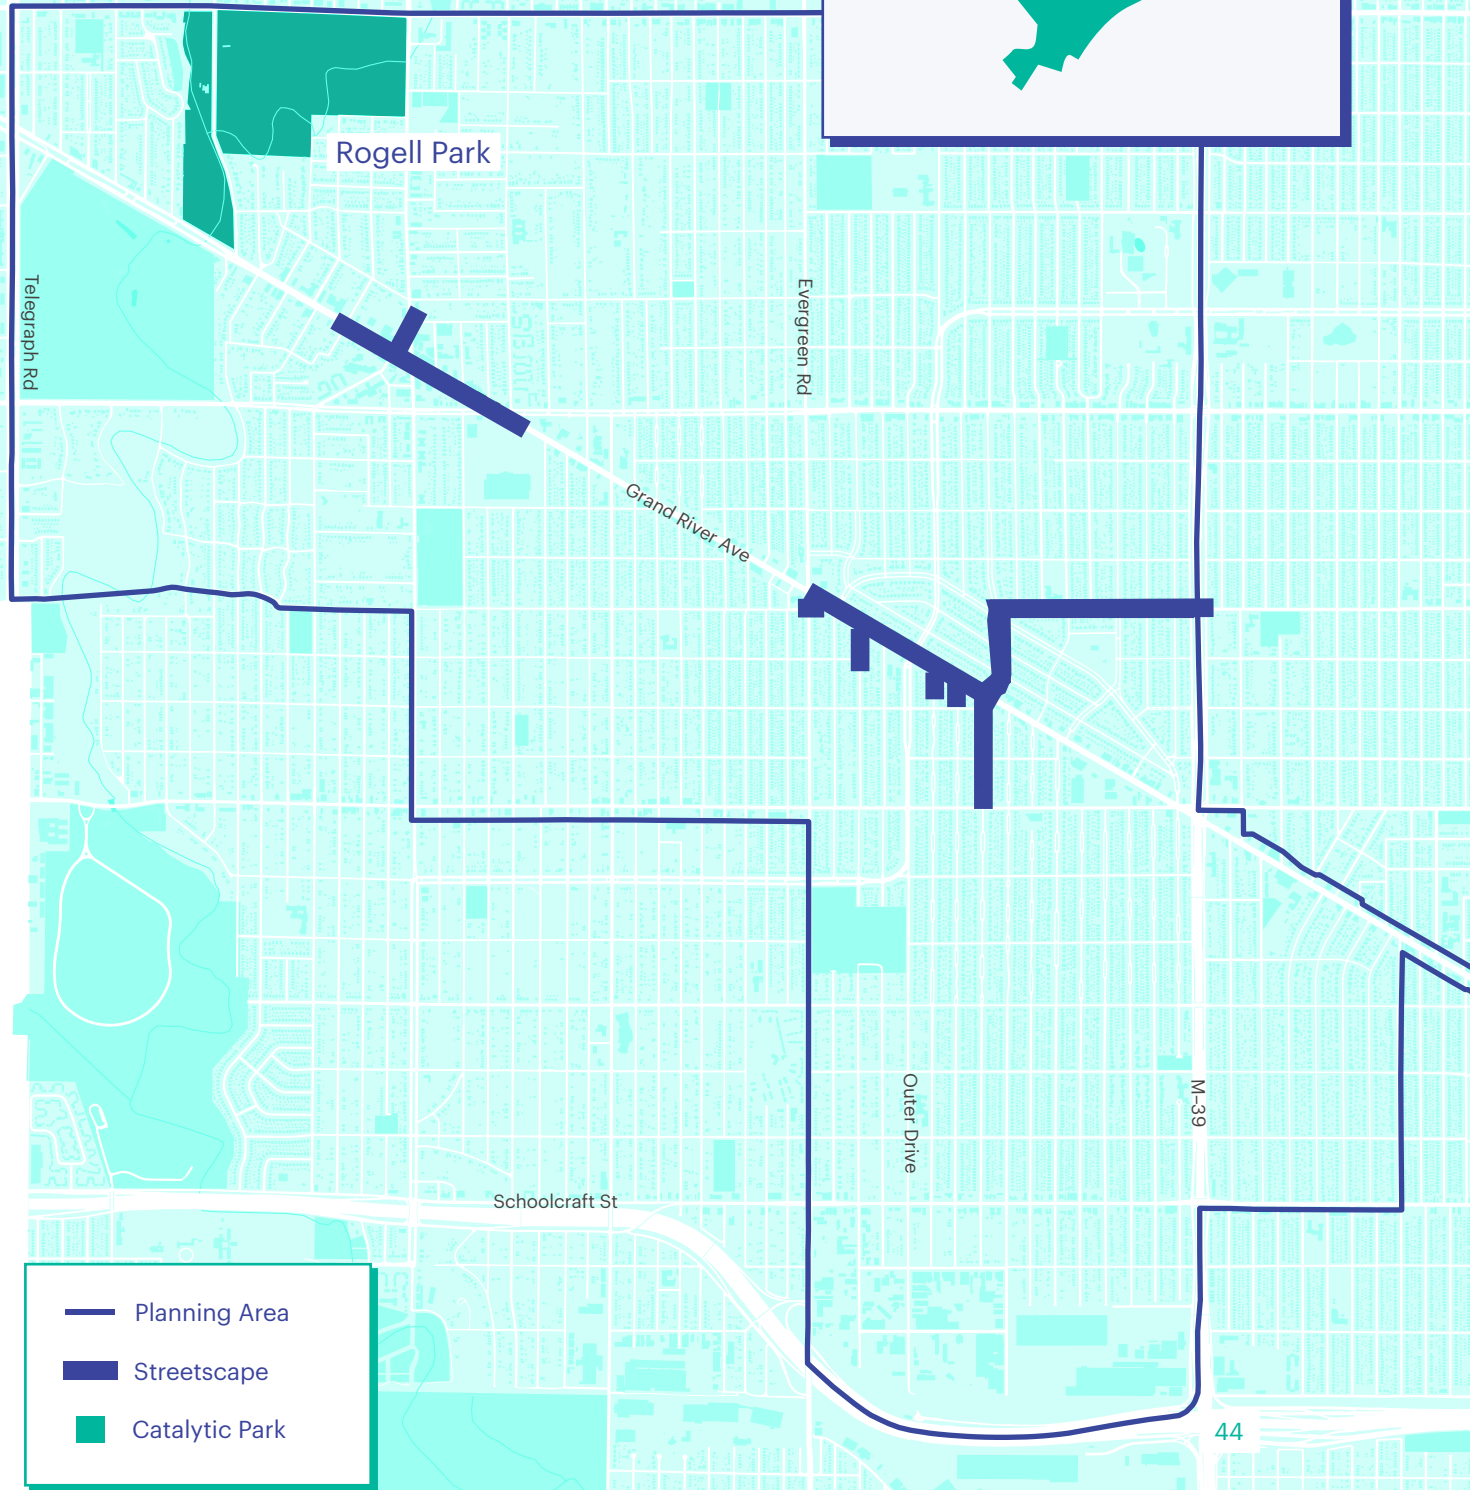 Rogell Park
Telegraph Rd
Evergreen Rd
Grand River Ave
Outer Drive
M-39
Schoolcraft St
Planning Area
Streetscape
Catalytic Park
44